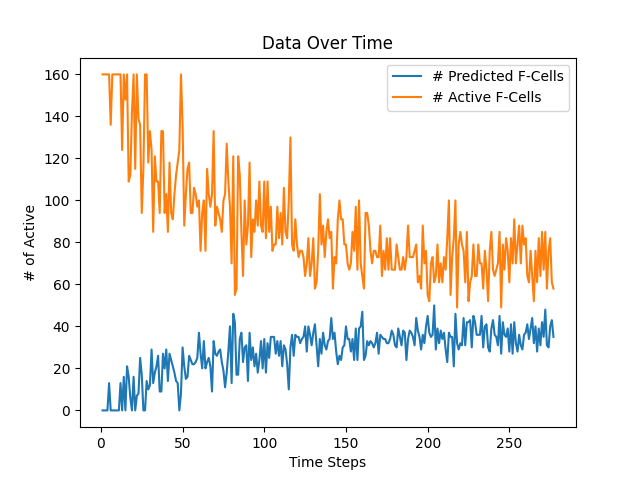 Data Over Time
# Predicted F-Cells
# Active F-Cells
# of Active
160
140
120
100
80
60
40
20
0
0 50 100 150 200 250
Time Steps